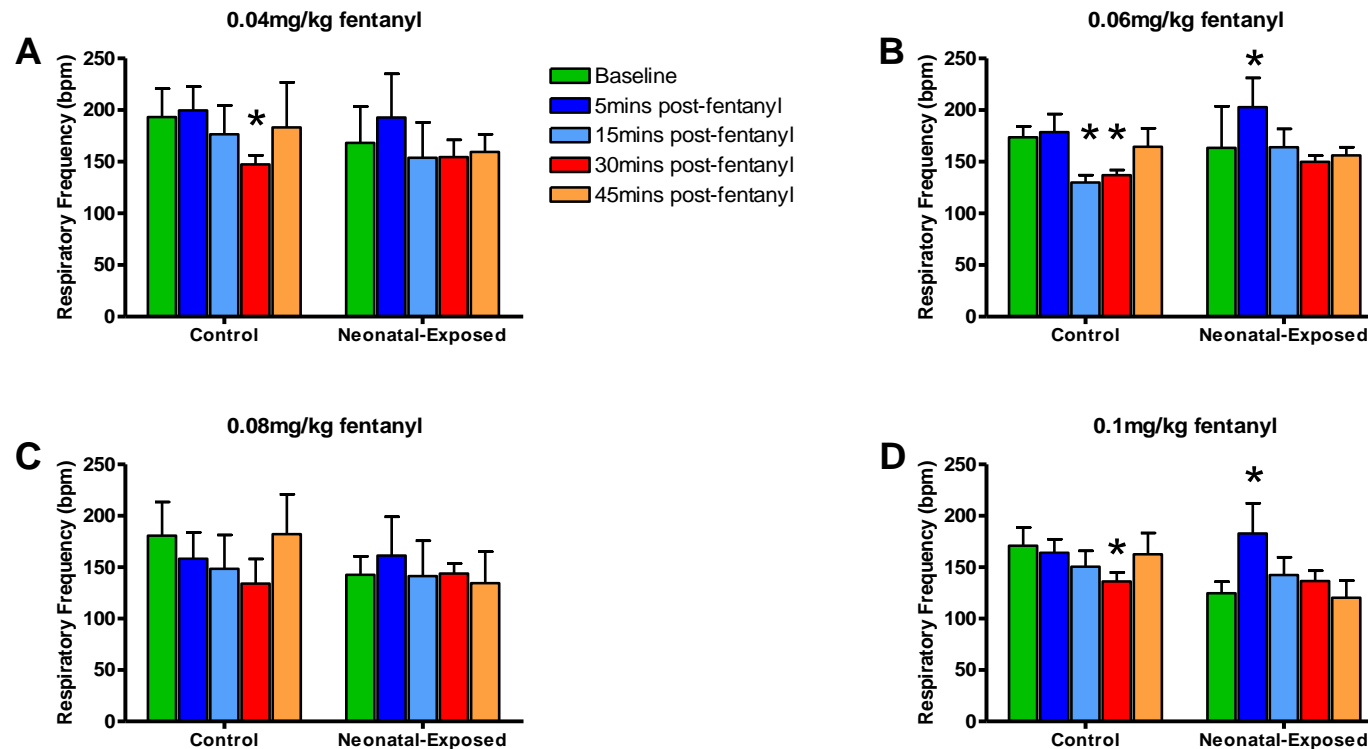 0.04mg/kg fentanyl
A
Respiratory Frequency (bpm)
250
200
150
100
50
0
*
Control
Neonatal-Exposed
Baseline
5mins post-fentanyl
15mins post-fentanyl
30mins post-fentanyl
45mins post-fentanyl
0.06mg/kg fentanyl
B
Respiratory Frequency (bpm)
250
200
150
100
50
0
* *
*
Control
Neonatal-Exposed
0.08mg/kg fentanyl
C
Respiratory Frequency (bpm)
250
200
150
100
50
0
Control
Neonatal-Exposed
0.1mg/kg fentanyl
D
Respiratory Frequency (bpm)
250
200
150
100
50
0
*
*
Control
Neonatal-Exposed